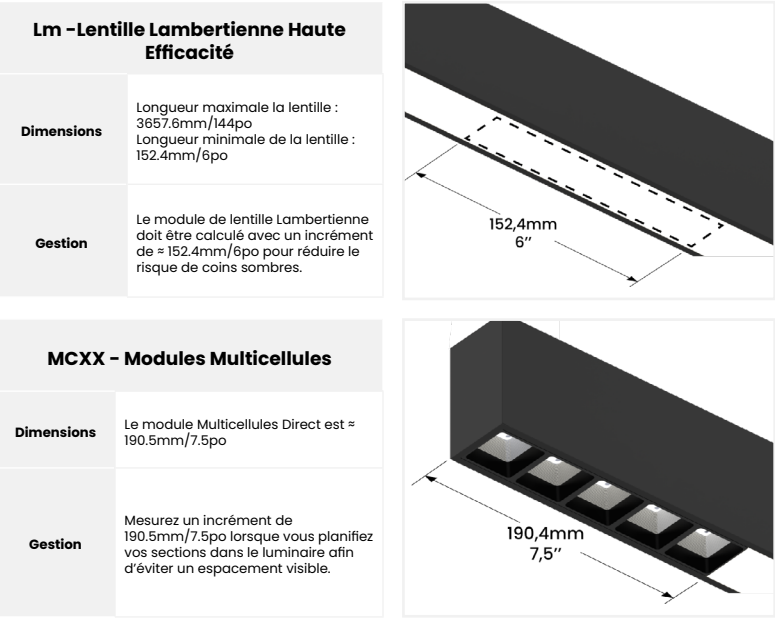 Lm -Lentille Lambertienne Haute
Efficacité
Dimensions
Longueur maximale la lentille :
3657.6mm/144po
Longueur minimale de la lentille :
152.4mm/6po
Gestion
Le module de lentille Lambertienne
doit être calculé avec un incrément
de ≈ 152.4mm/6po pour réduire le
risque de coins sombres.
152,4mm
6’’
MCXX - Modules Multicellules
Dimensions
Le module Multicellules Direct est ≈
190.5mm/7.5po
Gestion
Mesurez un incrément de
190.5mm/7.5po lorsque vous planifiez
vos sections dans le luminaire afin
d’éviter un espacement visible.
190,4mm
7,5’’